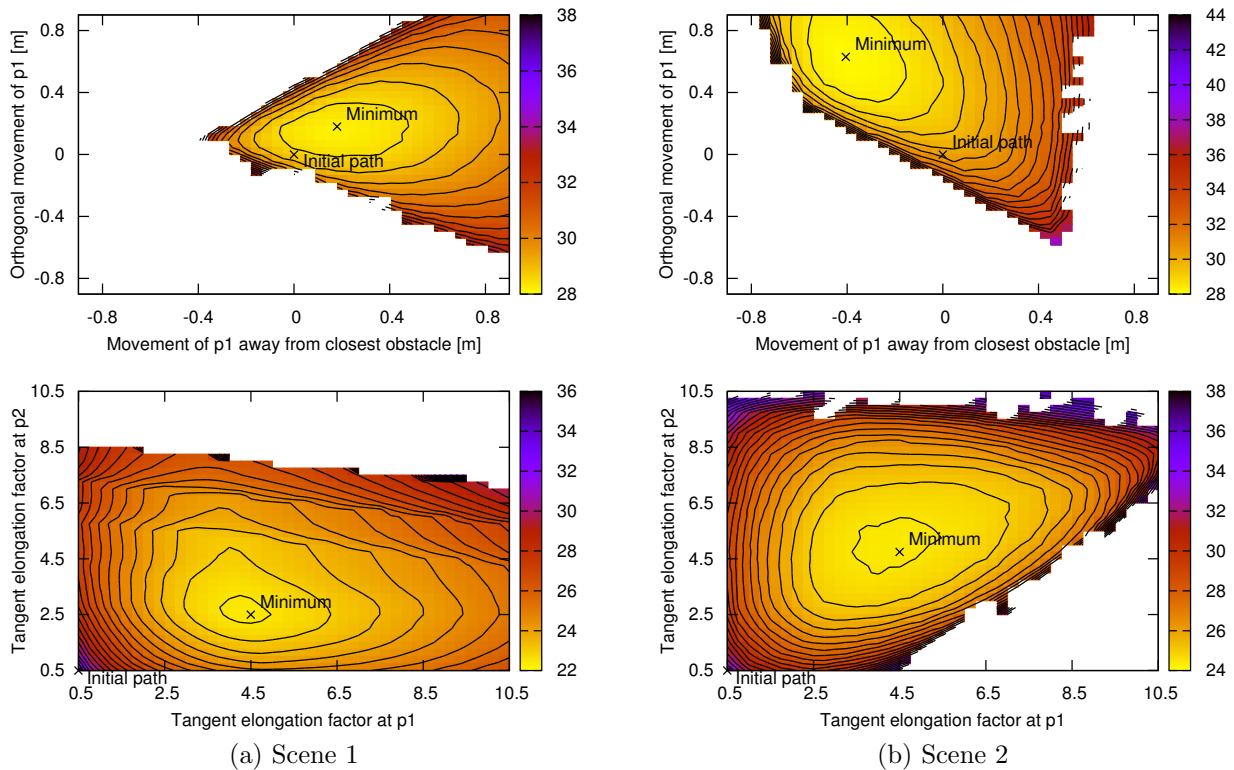 Orthogonal movement of p1 [m]
0.8
0.4
0
-0.4
-0.8
Minimum
Initial path
-0.8 -0.4 0 0.4 0.8
Movement of p1 away from closest obstacle [m]
38
36
34
32
30
28
Orthogonal movement of p1 [m]
0.8
0.4
0
-0.4
-0.8
Minimum
Initial path
-0.8 -0.4 0 0.4 0.8
Movement of p1 away from closest obstacle [m]
44
42
40
38
36
34
32
30
28
Tangent elongation factor at p2
10.5
8.5
6.5
4.5
2.5
0.5
Minimum
Initial path
0.5 2.5 4.5 6.5 8.5 10.5
Tangent elongation factor at p1
36
34
32
30
28
26
24
22
(a) Scene 1
Tangent elongation factor at p2
10.5
8.5
6.5
4.5
2.5
0.5
Minimum
Initial path
0.5 2.5 4.5 6.5 8.5 10.5
Tangent elongation factor at p1
38
36
34
32
30
28
26
24
(b) Scene 2